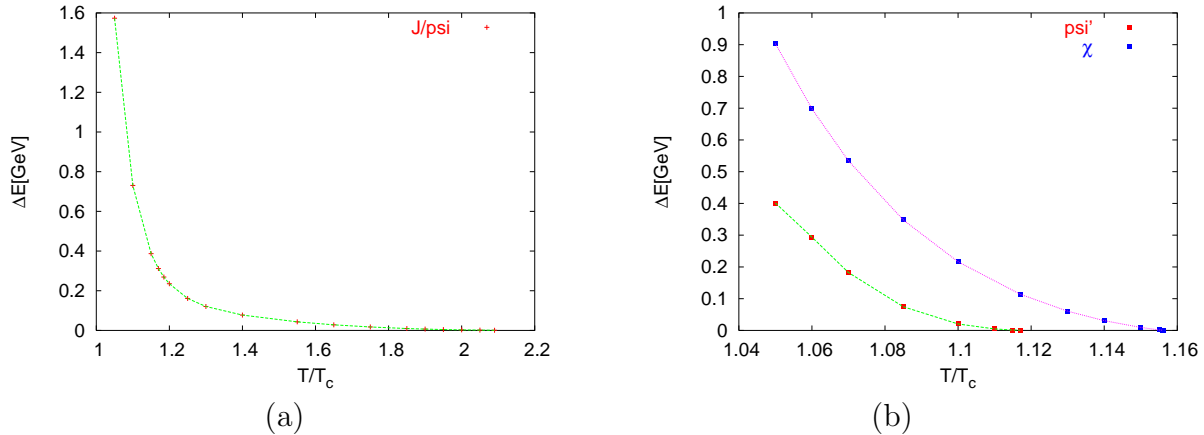 J/psi
1.6
1.4
1.2
1
0.8
0.6
0.4
0.2
0
ΔE[GeV]
1 1.2 1.4 1.6 1.8 2 2.2
T/T_c
(a)
psi'
χ
1
0.9
0.8
0.7
0.6
0.5
0.4
0.3
0.2
0.1
0
ΔE[GeV]
1.04 1.06 1.08 1.1 1.12 1.14 1.16
T/T_c
(b)